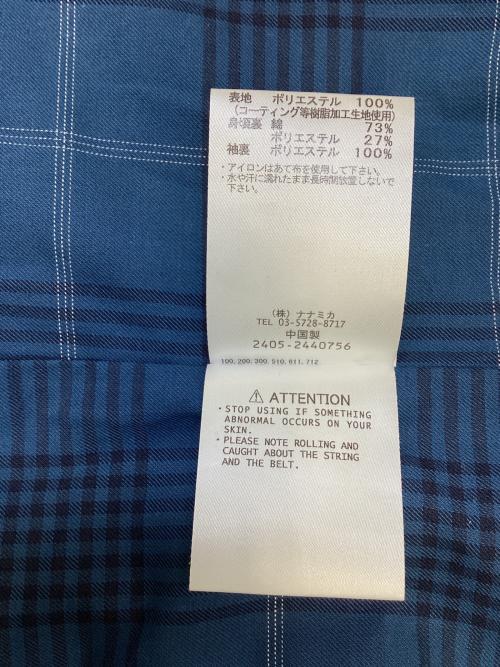 表地 ポリエステル 100%
(コーティング等樹脂加工生地使用)
身頃裏 綿 73%
ポリエステル 27%
袖裏 ポリエステル 100%
・アイロンはあて布を使用して下さい。
・水や汗に濡れたまま長時間放置しないで
下さい。
(株) ナナミカ
TEL 03-5728-8717
中国製
2405-2440756
100, 200, 300, 510, 611, 712
⚠ ATTENTION
・STOP USING IF SOMETHING
ABNORMAL OCCURS ON YOUR
SKIN.
・PLEASE NOTE ROLLING AND
CAUGHT ABOUT THE STRING
AND THE BELT.